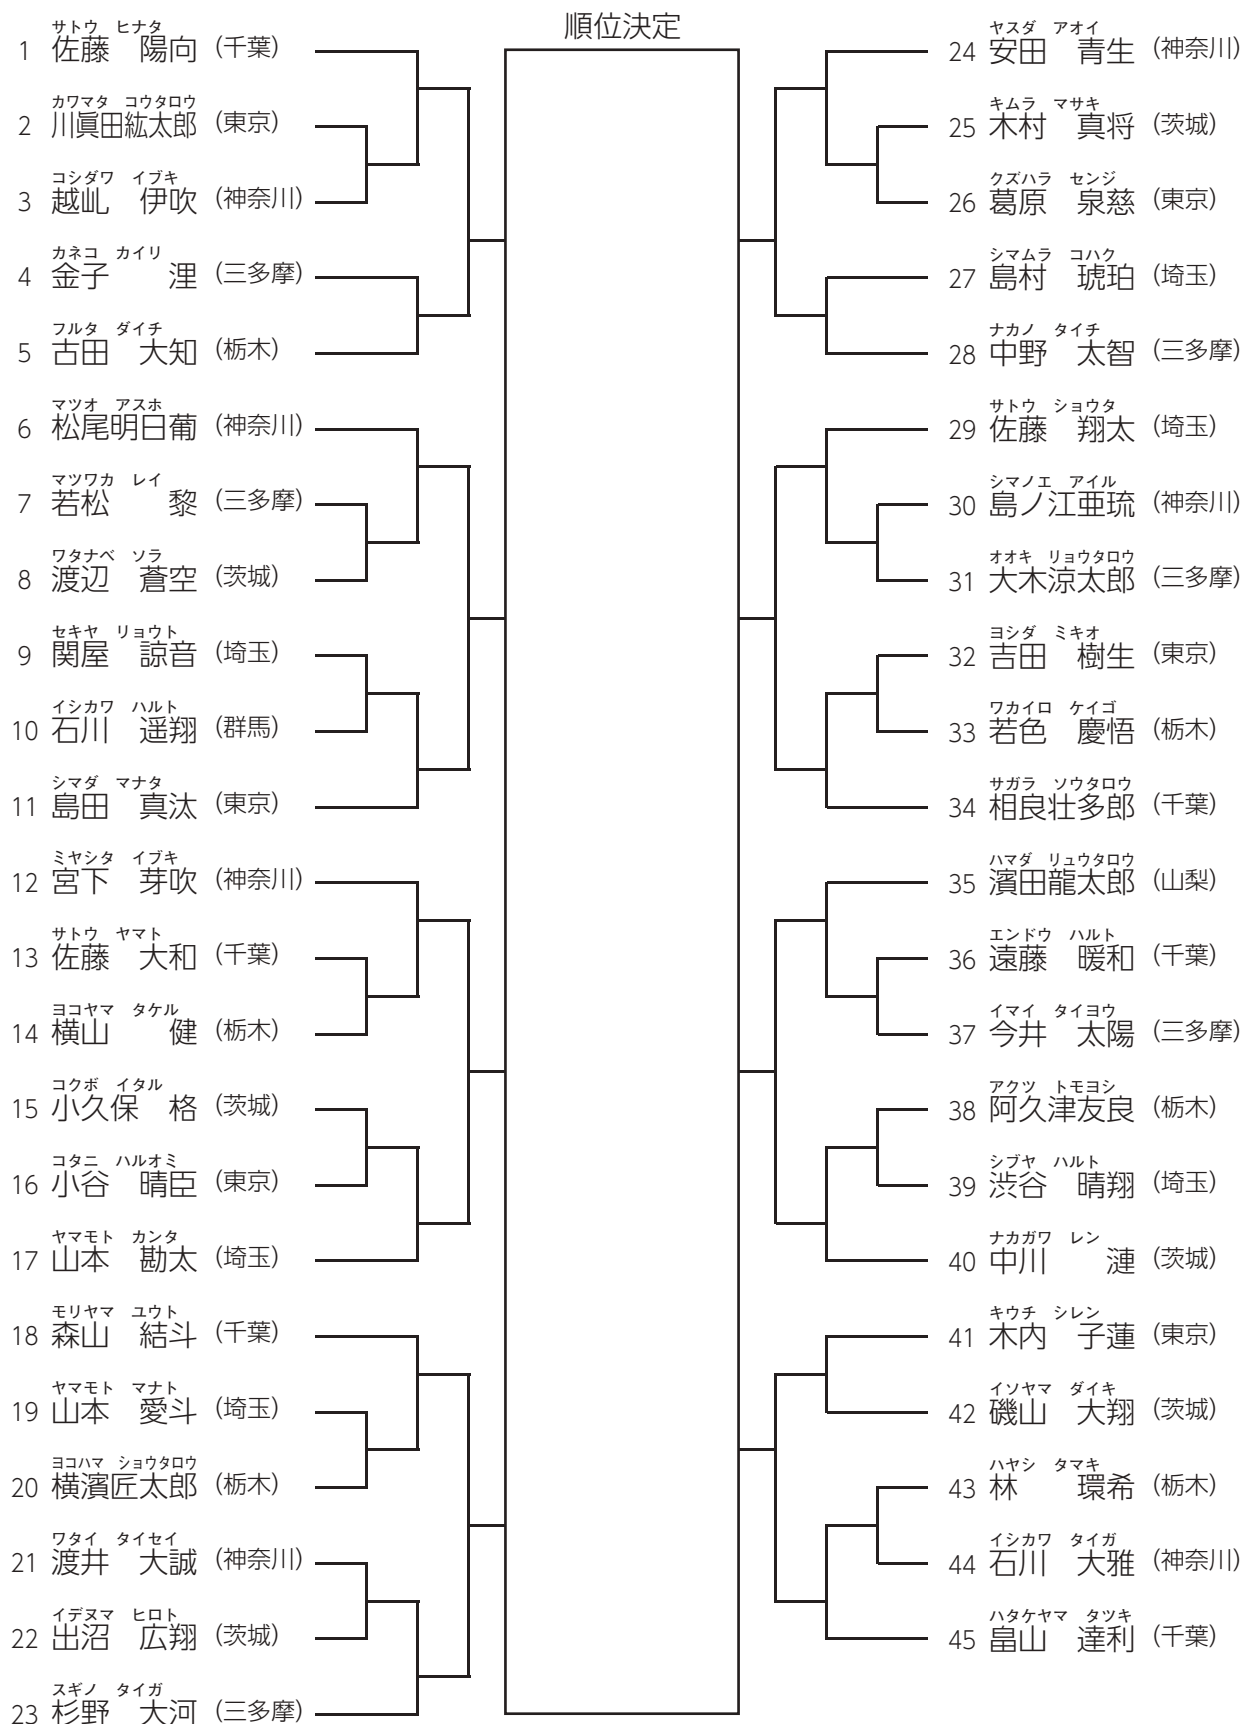 順位決定
サトウ ヒナタ
1 佐藤 陽向 (千葉)
カワマタ コウタロウ
2 川眞田紘太郎 (東京)
コシダワ イブキ
3 越 伊吹 (神奈川)
カネコ カイリ
4 金子 浬 (三多摩)
フルタ ダイチ
5 古田 大知 (栃木)
マツオ アスホ
6 松尾明日葡 (神奈川)
マツワカ レイ
7 若松 黎 (三多摩)
ワタナベ ソラ
8 渡辺 蒼空 (茨城)
セキヤ リョウト
9 関屋 諒音 (埼玉)
イシカワ ハルト
10 石川 遥翔 (群馬)
シマダ マナタ
11 島田 真汰 (東京)
ミヤシタ イブキ
12 宮下 芽吹 (神奈川)
サトウ ヤマト
13 佐藤 大和 (千葉)
ヨコヤマ タケル
14 横山 健 (栃木)
コクボ イタル
15 小久保 格 (茨城)
コタニ ハルオミ
16 小谷 晴臣 (東京)
ヤマモト カンタ
17 山本 勘太 (埼玉)
モリヤマ ユウト
18 森山 結斗 (千葉)
ヤマモト マナト
19 山本 愛斗 (埼玉)
ヨコハマ ショウタロウ
20 横濱匠太郎 (栃木)
ワタイ タイセイ
21 渡井 大誠 (神奈川)
イデヌマ ヒロト
22 出沼 広翔 (茨城)
スギノ タイガ
23 杉野 大河 (三多摩)
ヤスダ アオイ
24 安田 青生 (神奈川)
キムラ マサキ
25 木村 真将 (茨城)
クズハラ センジ
26 葛原 泉慈 (東京)
シマムラ コハク
27 島村 琥珀 (埼玉)
ナカノ タイチ
28 中野 太智 (三多摩)
サトウ ショウタ
29 佐藤 翔太 (埼玉)
シマノエ アイル
30 島ノ江亜琉 (神奈川)
オオキ リョウタロウ
31 大木涼太郎 (三多摩)
ヨシダ ミキオ
32 吉田 樹生 (東京)
ワカイロ ケイゴ
33 若色 慶悟 (栃木)
サガラ ソウタロウ
34 相良壮多郎 (千葉)
ハマダ リュウタロウ
35 濱田龍太郎 (山梨)
エンドウ ハルト
36 遠藤 暖和 (千葉)
イマイ タイヨウ
37 今井 太陽 (三多摩)
アクツ トモヨシ
38 阿久津友良 (栃木)
シブヤ ハルト
39 渋谷 晴翔 (埼玉)
ナカガワ レン
40 中川 漣 (茨城)
キウチ シレン
41 木内 子蓮 (東京)
イソヤマ ダイキ
42 磯山 大翔 (茨城)
ハヤシ タマキ
43 林 環希 (栃木)
イシカワ タイガ
44 石川 大雅 (神奈川)
ハタケヤマ タツキ
45 畠山 達利 (千葉)